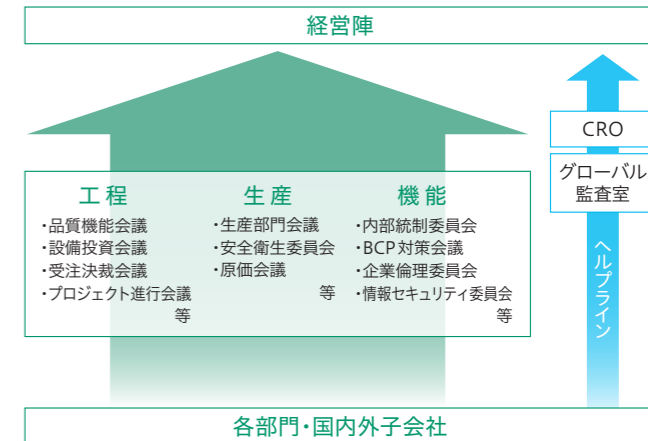 経営陣
工程
・品質機能会議
・設備投資会議
・受注決裁会議
・プロジェクト進行会議
等
生産
・生産部門会議
・安全衛生委員会
・原価会議
等
機能
・内部統制委員会
・BCP対策会議
・企業倫理委員会
・情報セキュリティ委員会
等
CRO
グローバル
監査室
ヘルプライン
各部門・国内外子会社